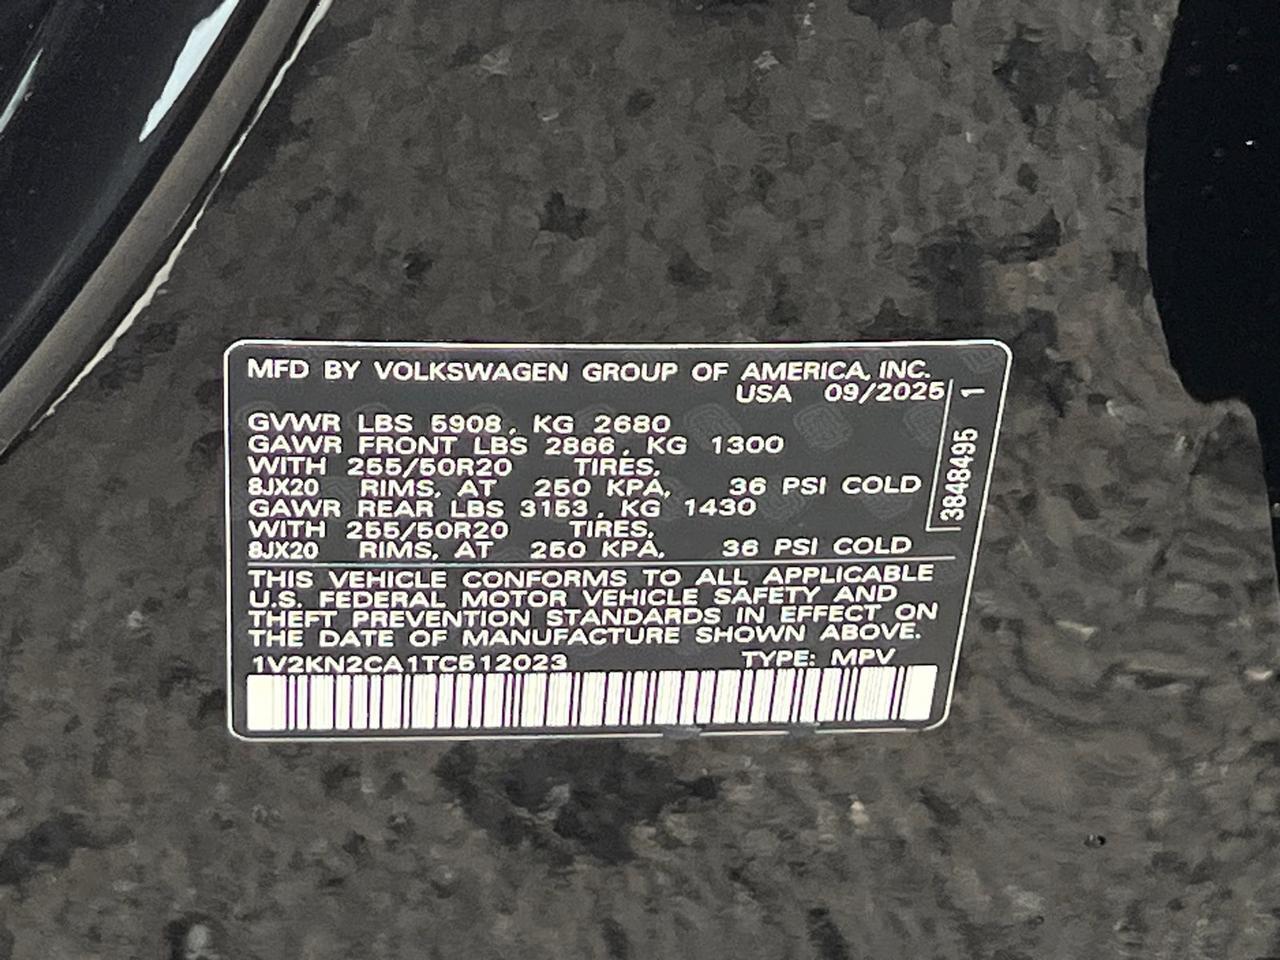 MFD BY VOLKSWAGEN GROUP OF AMERICA, INC.
USA 09/2025
GVWR LBS 5908, KG 2680
GAWR FRONT LBS 2866, KG 1300
WITH 255/50R20 TIRES,
8JX20 RIMS, AT 250 KPA, 36 PSI COLD
GAWR REAR LBS 3153, KG 1430
WITH 255/50R20 TIRES,
8JX20 RIMS, AT 250 KPA, 36 PSI COLD
3848495 1
THIS VEHICLE CONFORMS TO ALL APPLICABLE
U.S. FEDERAL MOTOR VEHICLE SAFETY AND
THEFT PREVENTION STANDARDS IN EFFECT ON
THE DATE OF MANUFACTURE SHOWN ABOVE.
1V2KN2CA1TC512023 TYPE: MPV